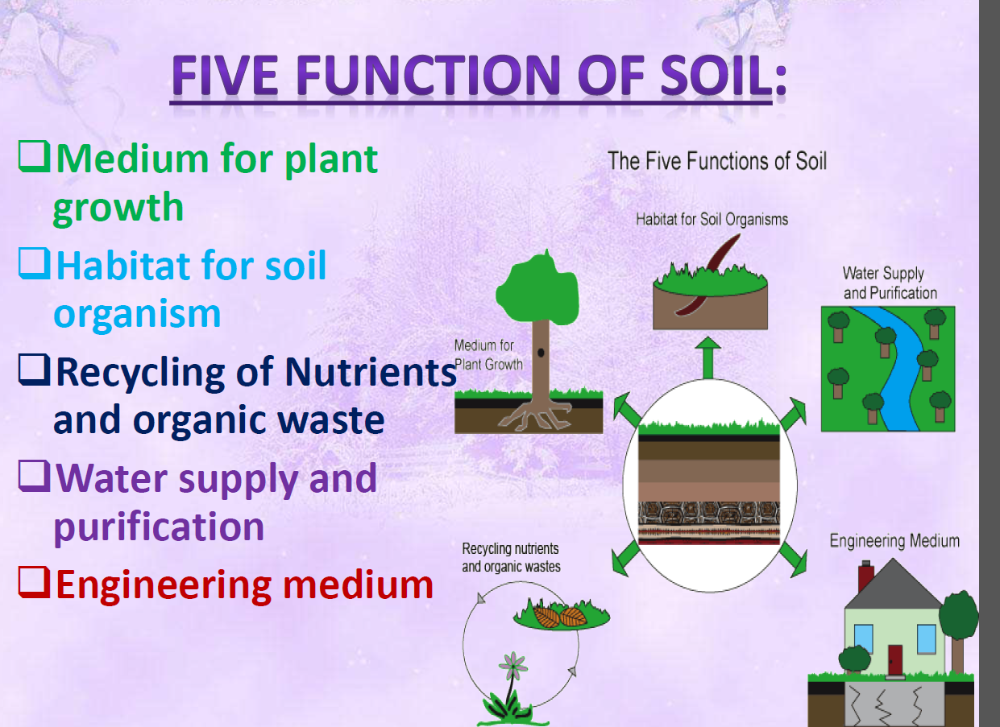 FIVE FUNCTION OF SOIL:
❑Medium for plant
growth
❑Habitat for soil
organism
❑Recycling of Nutrients
and organic waste
❑Water supply and
purification
❑Engineering medium
The Five Functions of Soil
Habitat for Soil Organisms
Water Supply
and Purification
Medium for
Plant Growth
Recycling nutrients
and organic wastes
Engineering Medium